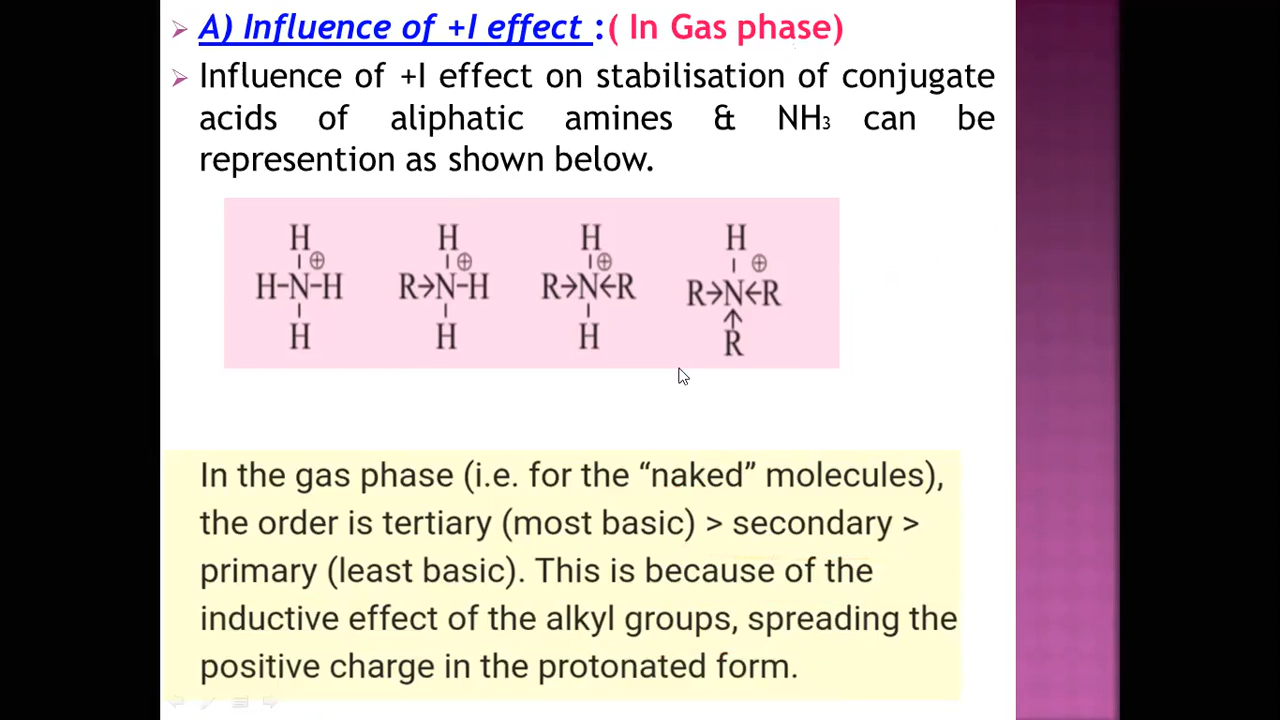 A) Influence of +I effect :( In Gas phase)
Influence of +I effect on stabilisation of conjugate
acids of aliphatic amines & NH₃ can be
represention as shown below.
H H H H
⊕ ⊕ ⊕ ⊕
H-N-H R→N-H R→N←R R→N←R
H H H ↑
R
In the gas phase (i.e. for the “naked” molecules),
the order is tertiary (most basic) > secondary >
primary (least basic). This is because of the
inductive effect of the alkyl groups, spreading the
positive charge in the protonated form.